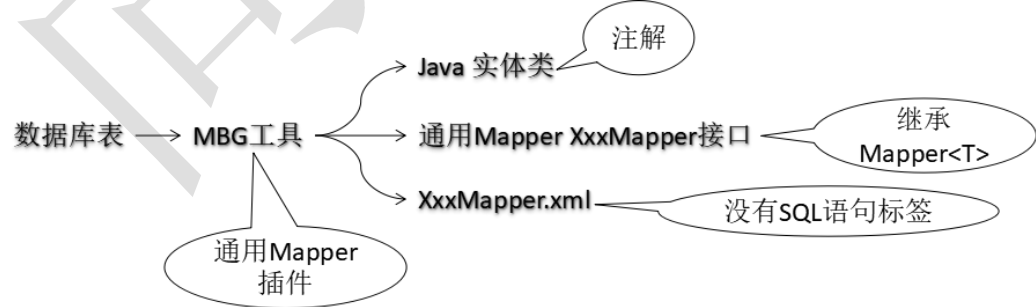 注解
Java 实体类
数据库表
MBG工具
通用Mapper XxxMapper接口
继承
Mapper<T>
XxxMapper.xml
没有SQL语句标签
通用Mapper
插件